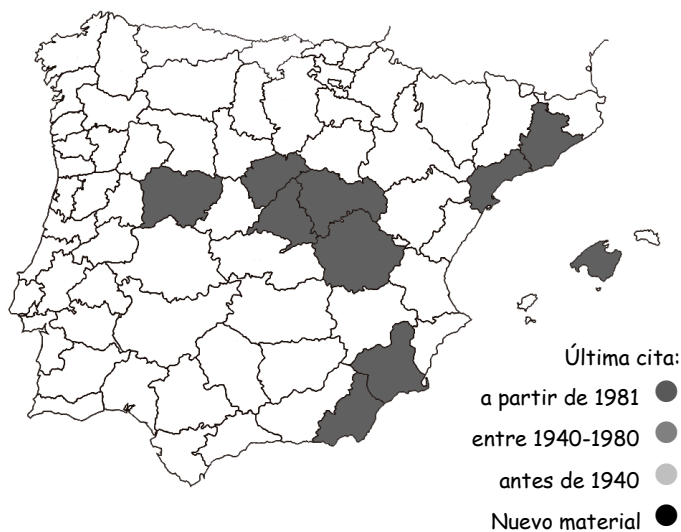 Última cita:
a partir de 1981
entre 1940-1980
antes de 1940
Nuevo material